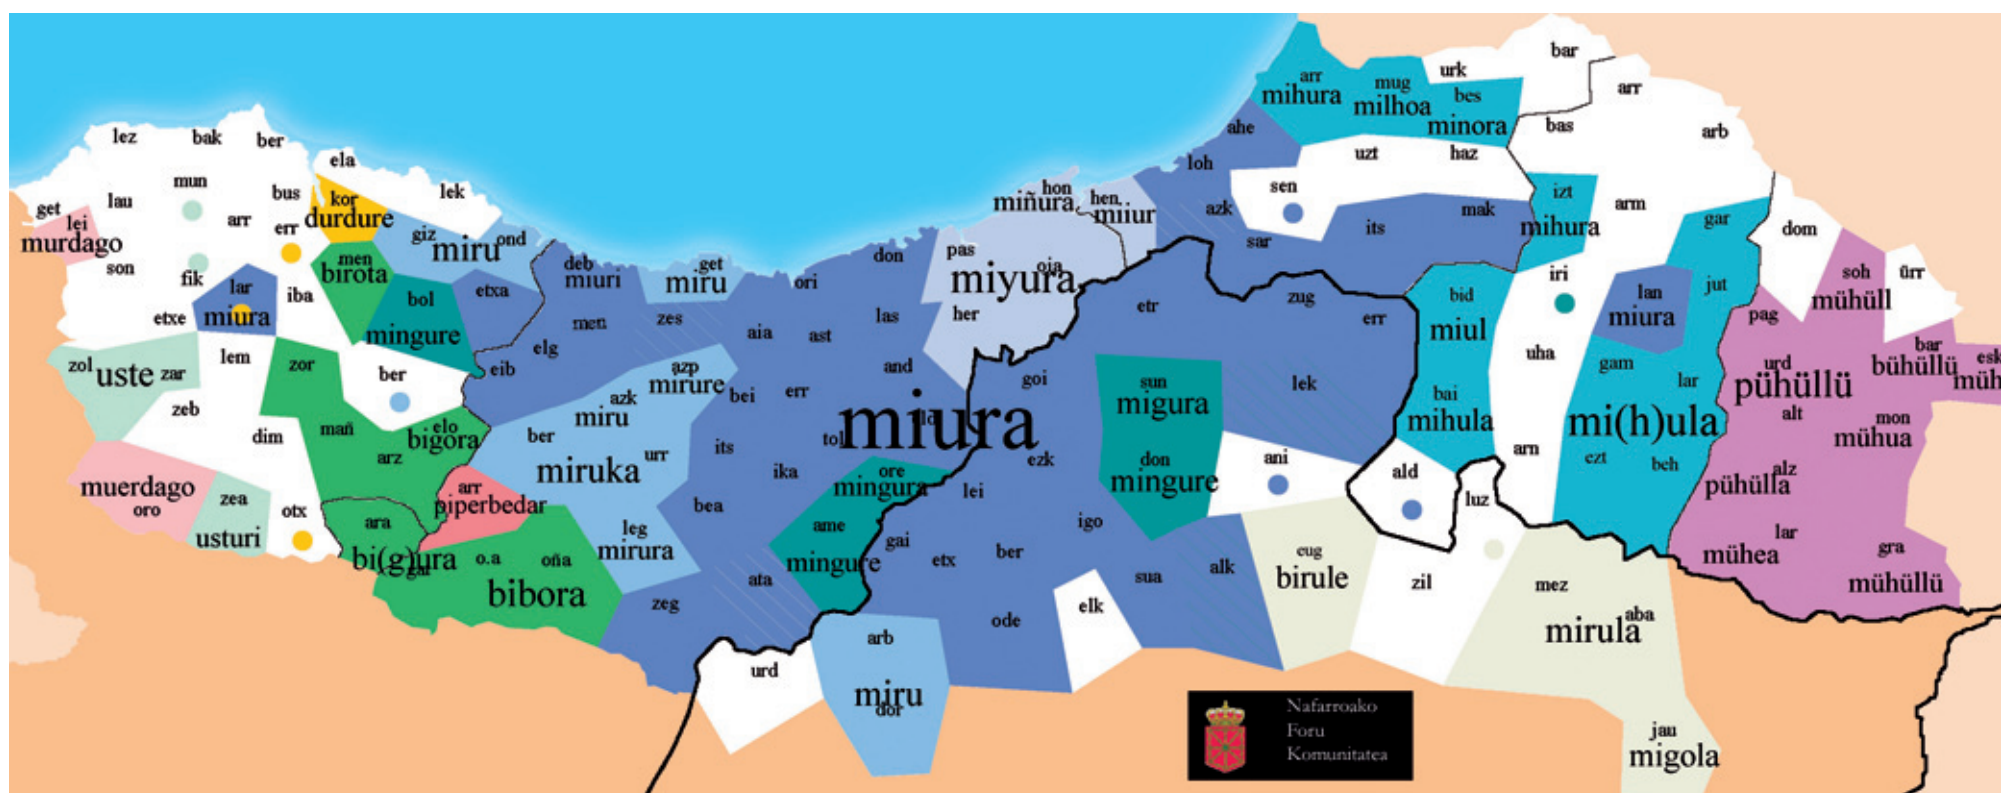 bar
urk
arr mug
arr
mihura milhoa bes
minora
lez bak ber
ahe
bas arb
ela
uzt haz
loh
mun
bus
lek
sen
izt
kor
hon
hen
get
lau
durdure
miñura
miiur
arm
lei
arr
err
giz
miru
ond
azk
mak
mihura
gar
dom
murdago
its
sar
son
men
birota
deb
miuri
get
miru
don
pas
oia
miyura
iri
soh
ürr
fik
lar
iba
bol
etxa
ori
zug
bid
lan
jut
mühüll
etxe
miura
mingure
men
zes
las
her
etr
err
miul
miura
pag
aia
ast
bar
lem
elg
uha
urd
esk
zol
uste
zar
zor
ber
eib
azp
mirure
and
goi
sun
lek
gam
lar
pühüllü
bühüllü
müh
zeb
azk
miru
bei
err
migura
bai
mihula
mi(h)ula
alt
mon
mühua
mañ
elo
bigora
ber
its
tol
miura
dim
arz
miruka
urr
ika
ore
mingura
ezk
don
mingure
ani
ald
arn
ezt
beh
alz
pühülla
muerdago
oro
zea
usturi
otx
arr
piperbedar
bea
lei
luz
ara
bi(g)ura
leg
mirura
ame
mingure
gai
igo
lar
mühea
gra
o.a
oña
bibora
ata
etx
ber
sua
alk
eug
birule
zil
mez
mühüllü
zeg
elk
aba
mirula
arb
ode
urd
miru
dor
jau
migola
Nafarroako
Foru
Komunitatea